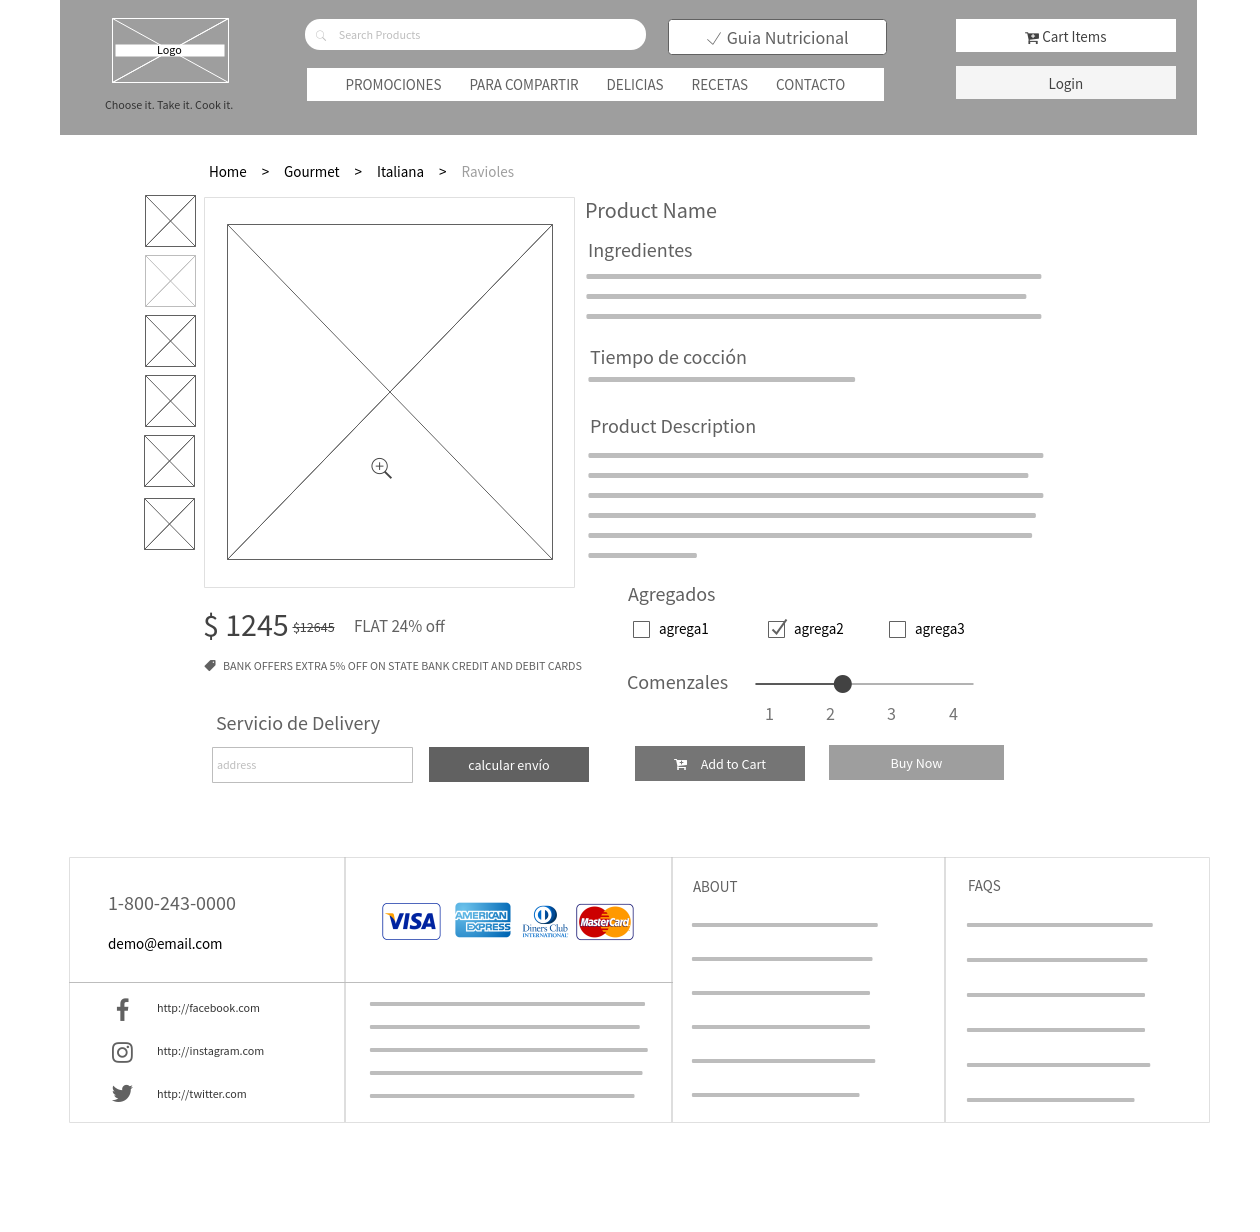 Logo
Choose it. Take it. Cook it.
Search Products
Guia Nutricional
Cart Items
PROMOCIONES PARA COMPARTIR DELICIAS RECETAS CONTACTO
Login
Home > Gourmet > Italiana > Ravioles
Product Name
Ingredientes
Tiempo de cocción
Product Description
$ 1245 $12645 FLAT 24% off
BANK OFFERS EXTRA 5% OFF ON STATE BANK CREDIT AND DEBIT CARDS
Agregados
agrega1 agrega2 agrega3
Comenzales
1 2 3 4
Servicio de Delivery
address
calcular envío
Add to Cart
Buy Now
1-800-243-0000
demo@email.com
http://facebook.com
http://instagram.com
http://twitter.com
VISA
AMERICAN
EXPRESS
Diners Club
INTERNATIONAL
MasterCard
ABOUT
FAQS